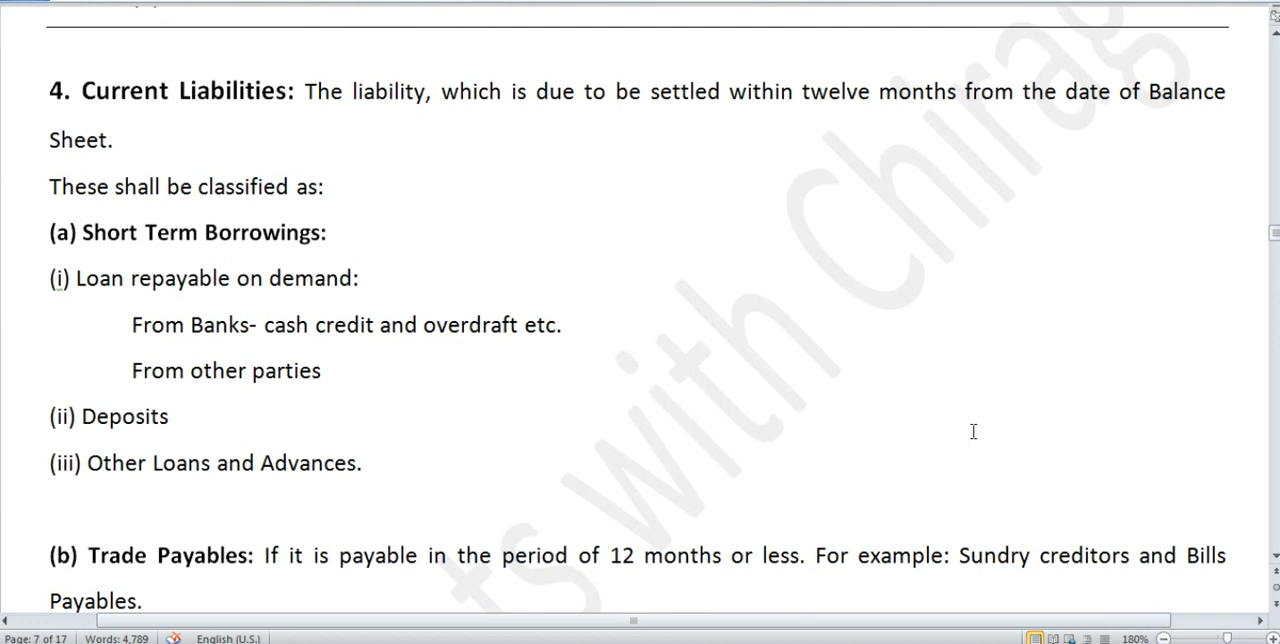 4. Current Liabilities: The liability, which is due to be settled within twelve months from the date of Balance
Sheet.
These shall be classified as:
(a) Short Term Borrowings:
(i) Loan repayable on demand:
From Banks- cash credit and overdraft etc.
From other parties
(ii) Deposits
(iii) Other Loans and Advances.
(b) Trade Payables: If it is payable in the period of 12 months or less. For example: Sundry creditors and Bills
Payables.
ts with Chirag
Page: 7 of 17 Words: 4,789 English (U.S.) 180%